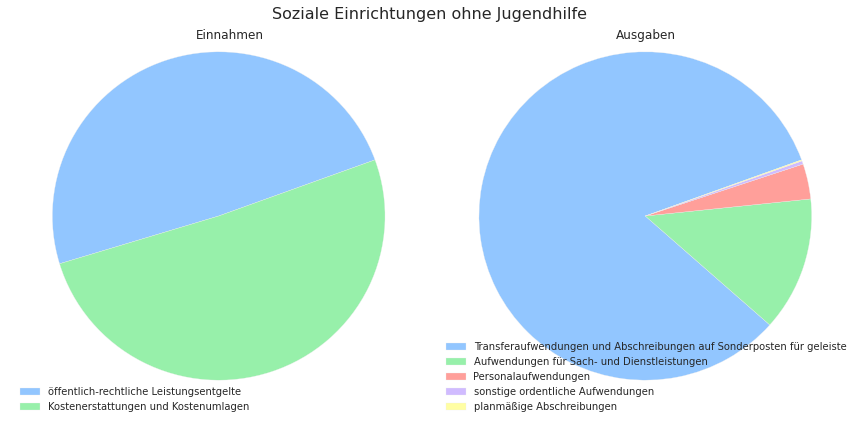 Soziale Einrichtungen ohne Jugendhilfe
Einnahmen
öffentlich-rechtliche Leistungsentgelte
Kostenerstattungen und Kostenumlagen
Ausgaben
Transferaufwendungen und Abschreibungen auf Sonderposten für geleiste
Aufwendungen für Sach- und Dienstleistungen
Personalaufwendungen
sonstige ordentliche Aufwendungen
planmäßige Abschreibungen